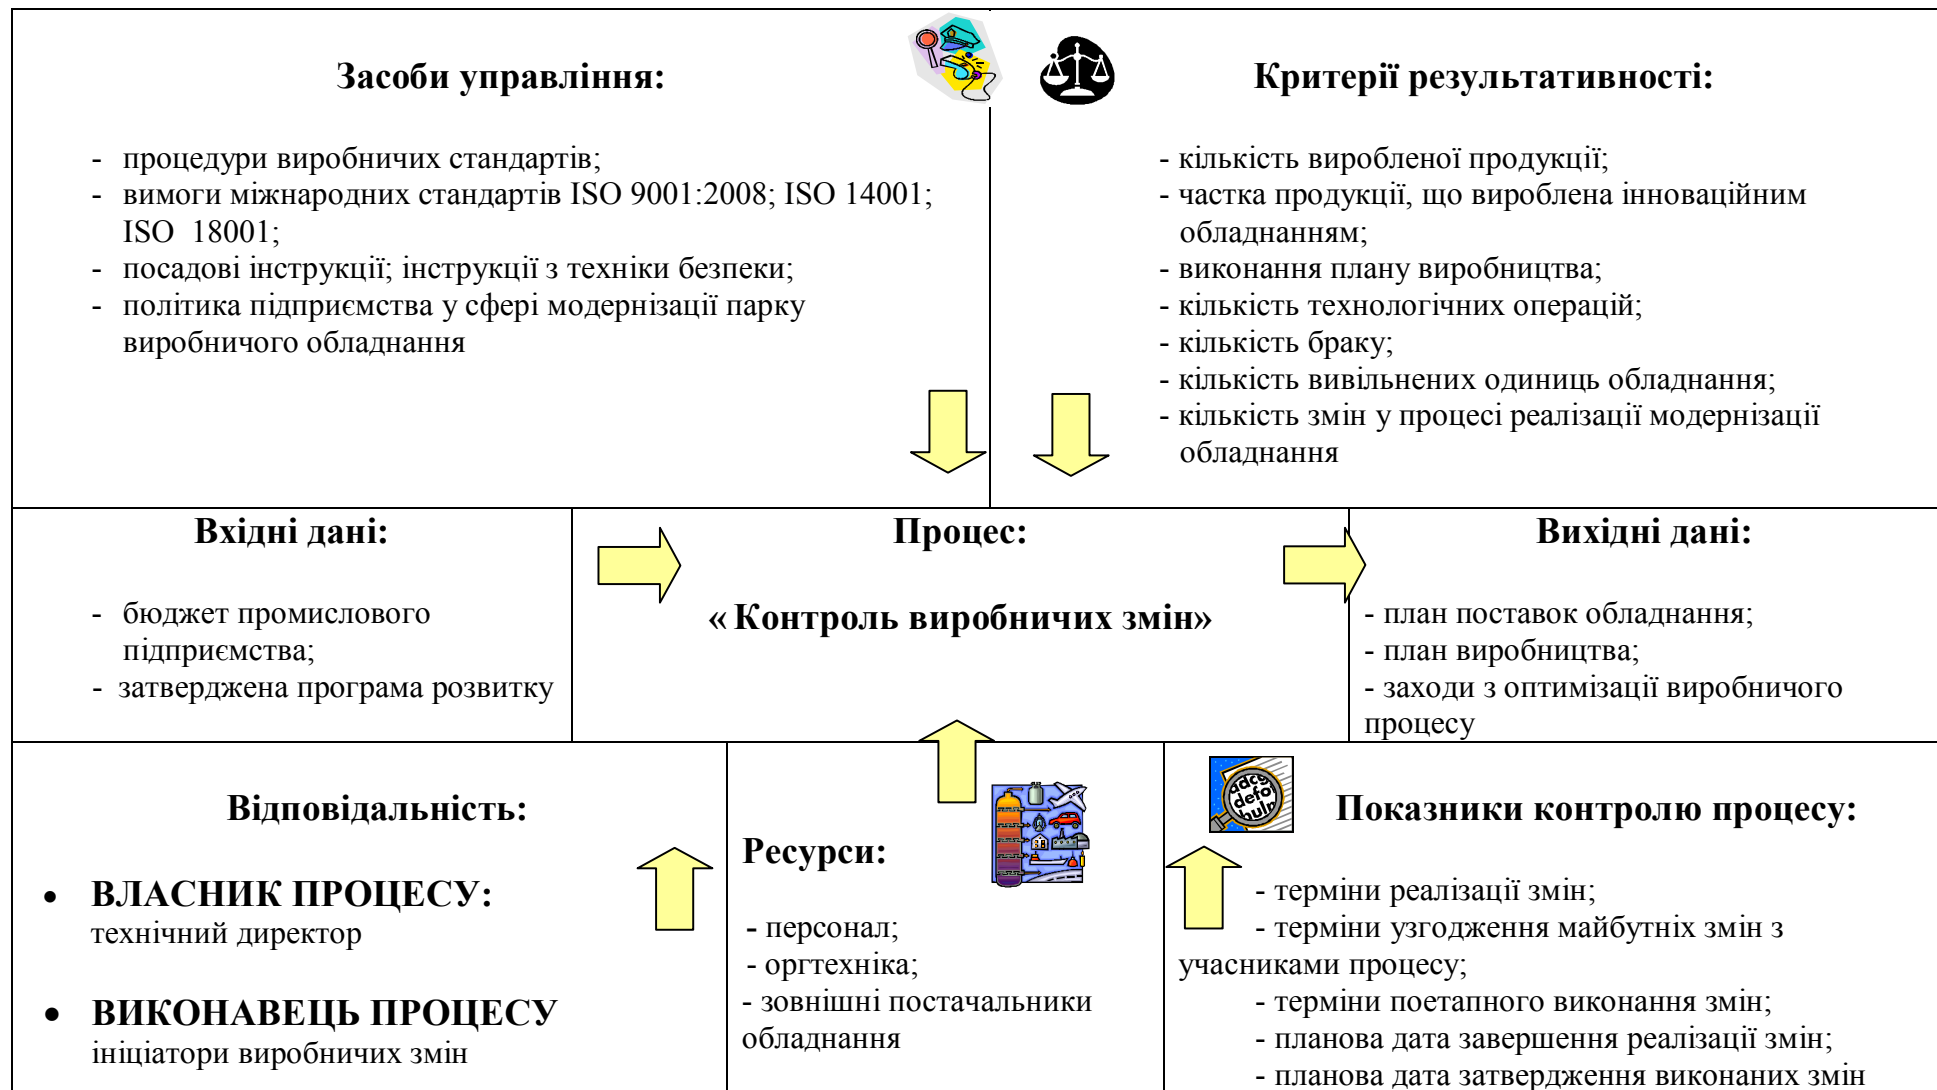 Засоби управління:
- процедури виробничих стандартів;
- вимоги міжнародних стандартів ISO 9001:2008; ISO 14001;
ISO 18001;
- посадові інструкції; інструкції з техніки безпеки;
- політика підприємства у сфері модернізації парку
виробничого обладнання
Критерії результативності:
- кількість виробленої продукції;
- частка продукції, що вироблена інноваційним
обладнанням;
- виконання плану виробництва;
- кількість технологічних операцій;
- кількість браку;
- кількість вивільнених одиниць обладнання;
- кількість змін у процесі реалізації модернізації
обладнання
Вхідні дані:
- бюджет промислового
підприємства;
- затверджена програма розвитку
Процес:
« Контроль виробничих змін»
Вихідні дані:
- план поставок обладнання;
- план виробництва;
- заходи з оптимізації виробничого
процесу
Відповідальність:
• ВЛАСНИК ПРОЦЕСУ:
технічний директор
• ВИКОНАВЕЦЬ ПРОЦЕСУ
ініціатори виробничих змін
Ресурси:
- персонал;
- оргтехніка;
- зовнішні постачальники
обладнання
adcg
defo
hulp
Показники контролю процесу:
- терміни реалізації змін;
- терміни узгодження майбутніх змін з
учасниками процесу;
- терміни поетапного виконання змін;
- планова дата завершення реалізації змін;
- планова дата затвердження виконаних змін